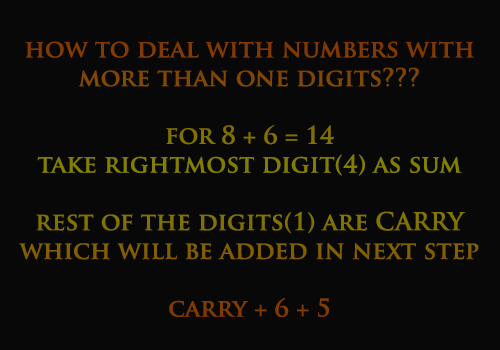 HOW TO DEAL WITH NUMBERS WITH
MORE THAN ONE DIGITS???
FOR 8 + 6 = 14
TAKE RIGHTMOST DIGIT(4) AS SUM
REST OF THE DIGITS(1) ARE CARRY
WHICH WILL BE ADDED IN NEXT STEP
CARRY + 6 + 5